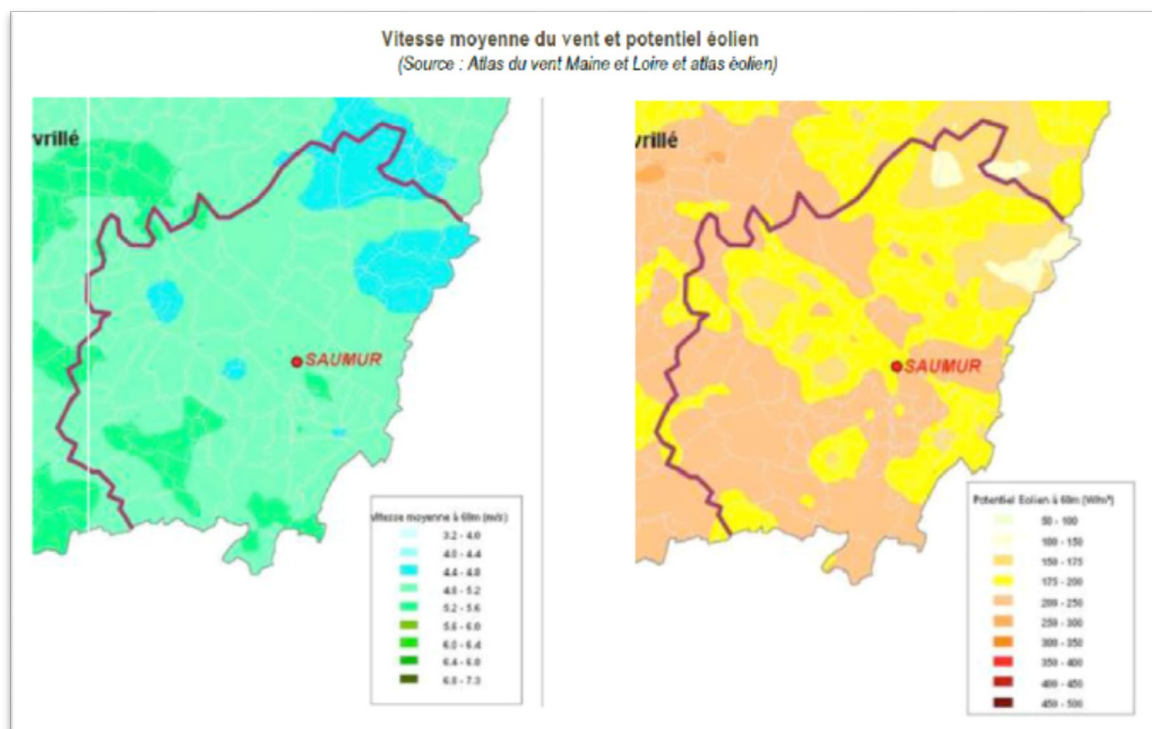 Vitesse moyenne du vent et potentiel éolien
(Source : Atlas du vent Maine et Loire et atlas éolien)
vrillé
SAUMUR
Vitesse moyenne à 60m (m/s)
3.2 - 4.0
4.0 - 4.4
4.4 - 4.8
4.8 - 5.2
5.2 - 5.6
5.6 - 6.0
6.0 - 6.4
6.4 - 6.8
6.8 - 7.3
vrillé
SAUMUR
Potentiel Eolien à 60m (W/m²)
50 - 100
100 - 150
150 - 175
175 - 200
200 - 250
250 - 300
300 - 350
350 - 400
400 - 450
450 - 500